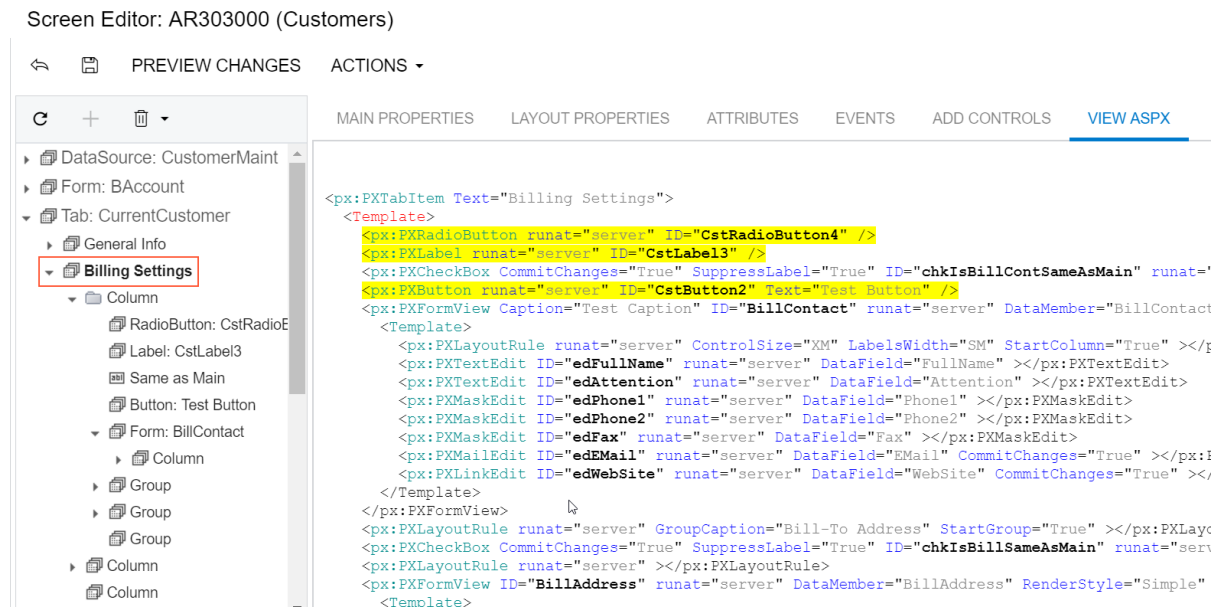 Screen Editor: AR303000 (Customers)
PREVIEW CHANGES ACTIONS
MAIN PROPERTIES LAYOUT PROPERTIES ATTRIBUTES EVENTS ADD CONTROLS VIEW ASPX
DataSource: CustomerMaint
Form: BAccount
Tab: CurrentCustomer
General Info
Billing Settings
Column
RadioButton: CstRadioB
Label: CstLabel3
abl Same as Main
Button: Test Button
Form: BillContact
Column
Group
Group
Group
Column
Column
<px:PXTabItem Text="Billing Settings">
<Template>
<px:PXRadioButton runat="server" ID="CstRadioButton4" />
<px:PXLabel runat="server" ID="CstLabel3" />
<px:PXCheckBox CommitChanges="True" SuppressLabel="True" ID="chkIsBillContSameAsMain" runat="
<px:PXButton runat="server" ID="CstButton2" Text="Test Button" />
<px:PXFormView Caption="Test Caption" ID="BillContact" runat="server" DataMember="BillContact
<Template>
<px:PXLayoutRule runat="server" ControlSize="XM" LabelsWidth="SM" StartColumn="True" ></p
<px:PXTextEdit ID="edFullName" runat="server" DataField="FullName" ></px:PXTextEdit>
<px:PXTextEdit ID="edAttention" runat="server" DataField="Attention" ></px:PXTextEdit>
<px:PXMaskEdit ID="edPhone1" runat="server" DataField="Phone1" ></px:PXMaskEdit>
<px:PXMaskEdit ID="edPhone2" runat="server" DataField="Phone2" ></px:PXMaskEdit>
<px:PXMaskEdit ID="edFax" runat="server" DataField="Fax" ></px:PXMaskEdit>
<px:PXMailEdit ID="edEMail" runat="server" DataField="EMail" CommitChanges="True" ></px:P
<px:PXLinkEdit ID="edWebSite" runat="server" DataField="WebSite" CommitChanges="True" ></
</Template>
</px:PXFormView>
<px:PXLayoutRule runat="server" GroupCaption="Bill-To Address" StartGroup="True" ></px:PXLayo
<px:PXCheckBox CommitChanges="True" SuppressLabel="True" ID="chkIsBillSameAsMain" runat="serv
<px:PXLayoutRule runat="server" ></px:PXLayoutRule>
<px:PXFormView ID="BillAddress" runat="server" DataMember="BillAddress" RenderStyle="Simple"
<Template>